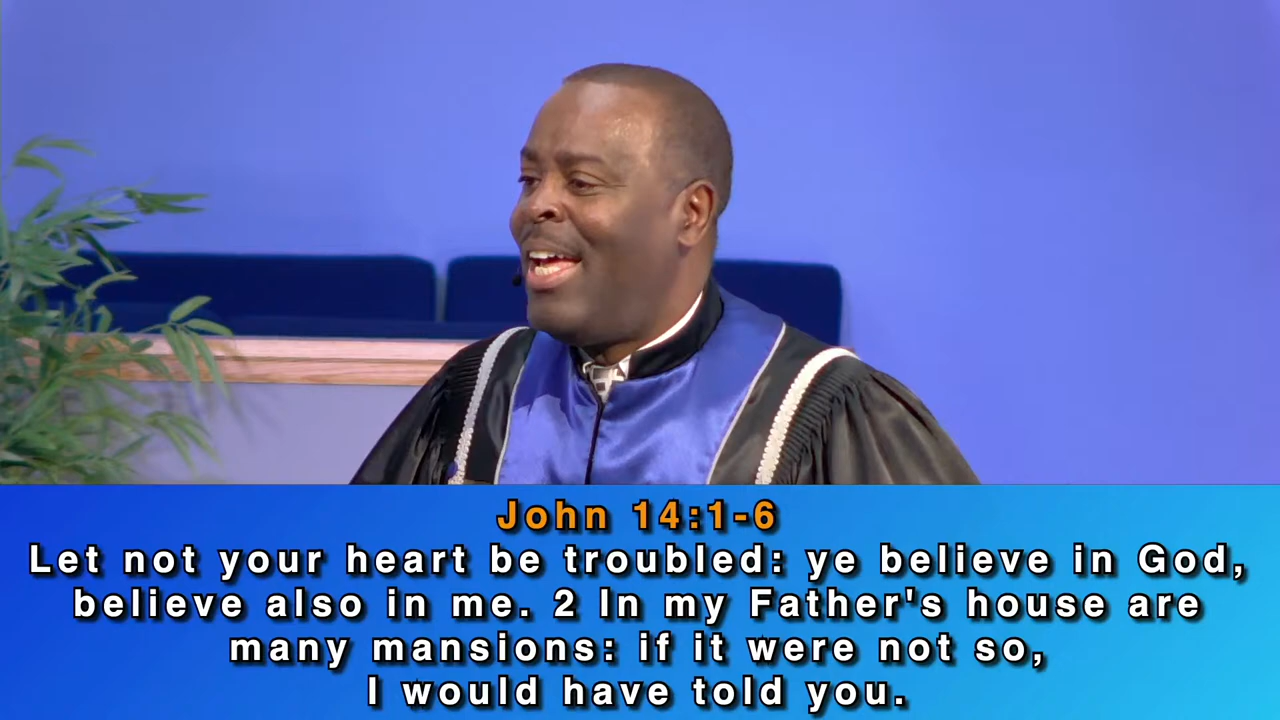 John 14:1-6
Let not your heart be troubled: ye believe in God,
believe also in me. 2 In my Father's house are
many mansions: if it were not so,
I would have told you.